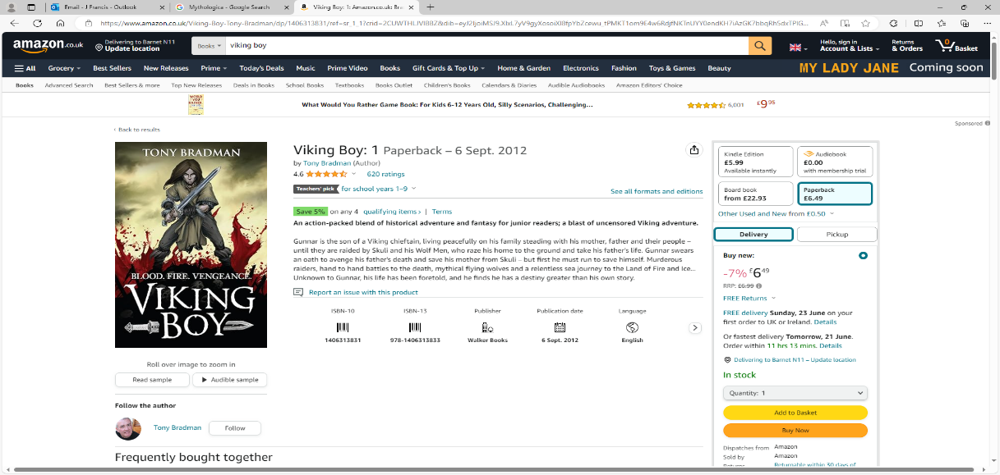 Email - J Francis - Outlook
Mythologica - Google Search
Viking Boy: 1: Amazon.co.uk: Bra
amazon.co.uk
Delivering to Barnet N11
Update location
Books
viking boy
Hello, sign in
Account & Lists
Returns
& Orders
0
Basket
All Grocery Best Sellers New Releases Prime Today's Deals Music Prime Video Books Gift Cards & Top Up Home & Garden Electronics Fashion Toys & Games Beauty
MY LADY JANE Coming soon
Books Advanced Search Best Sellers & more Top New Releases Deals in Books School Books Textbooks Books Outlet Children's Books Calendars & Diaries Audible Audiobooks Amazon Editors' Choice
What Would You Rather Game Book: For Kids 6-12 Years Old, Silly Scenarios, Challenging...
6,001
£9 95
Sponsored
‹ Back to results
TONY BRADMAN
BLOOD. FIRE. VENGEANCE.
VIKING
BOY
Roll over image to zoom in
Read sample
Audible sample
Follow the author
Tony Bradman
Follow
Frequently bought together
Viking Boy: 1 Paperback – 6 Sept. 2012
by Tony Bradman (Author)
4.6 620 ratings
Teachers' pick for school years 1–9
See all formats and editions
Save 5% on any 4 qualifying items › | Terms
An action-packed blend of historical adventure and fantasy for junior readers; a blast of uncensored Viking adventure.
Gunnar is the son of a Viking chieftain, living peacefully on his family steading with his mother, father and their people –
until they are raided by Skuli and his Wolf Men, who raze his home to the ground and take his father's life. Gunnar swears
an oath to avenge his father's death and save his mother from Skuli – but first he must run to save himself. Murderous
raiders, hand to hand battles to the death, mythical flying wolves and a relentless sea journey to the Land of Fire and Ice...
Unknown to Gunnar, his life has been foretold, and he finds he has a destiny greater than his own story.
Report an issue with this product
ISBN-10
1406313831
ISBN-13
978-1406313833
Publisher
Walker Books
Publication date
6 Sept. 2012
Language
English
Kindle Edition
£5.99
Available instantly
Audiobook
£0.00
with membership trial
Board book
from £22.93
Paperback
£6.49
Other Used and New from £0.50
Delivery
Pickup
Buy new:
-7% £6 49
RRP: £6.99
FREE Returns
FREE delivery Sunday, 23 June on your
first order to UK or Ireland. Details
Or fastest delivery Tomorrow, 21 June.
Order within 11 hrs 13 mins. Details
Delivering to Barnet N11 – Update location
In stock
Quantity: 1
Add to Basket
Buy Now
Dispatches from Amazon
Sold by Amazon
Returns Returnable within 30 days of